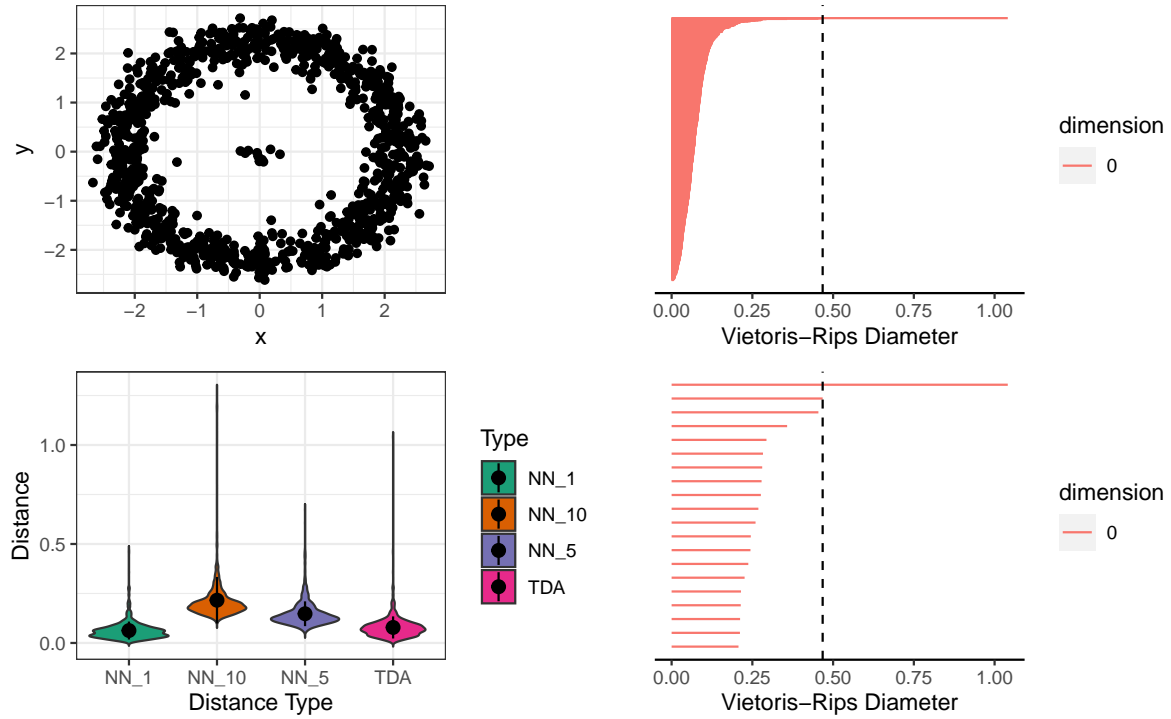 2
1
0
−1
−2
y
−2 −1 0 1 2
x
0.00 0.25 0.50 0.75 1.00
Vietoris−Rips Diameter
dimension
0
1.0
0.5
0.0
Distance
NN_1 NN_10 NN_5 TDA
Distance Type
Type
NN_1
NN_10
NN_5
TDA
0.00 0.25 0.50 0.75 1.00
Vietoris−Rips Diameter
dimension
0